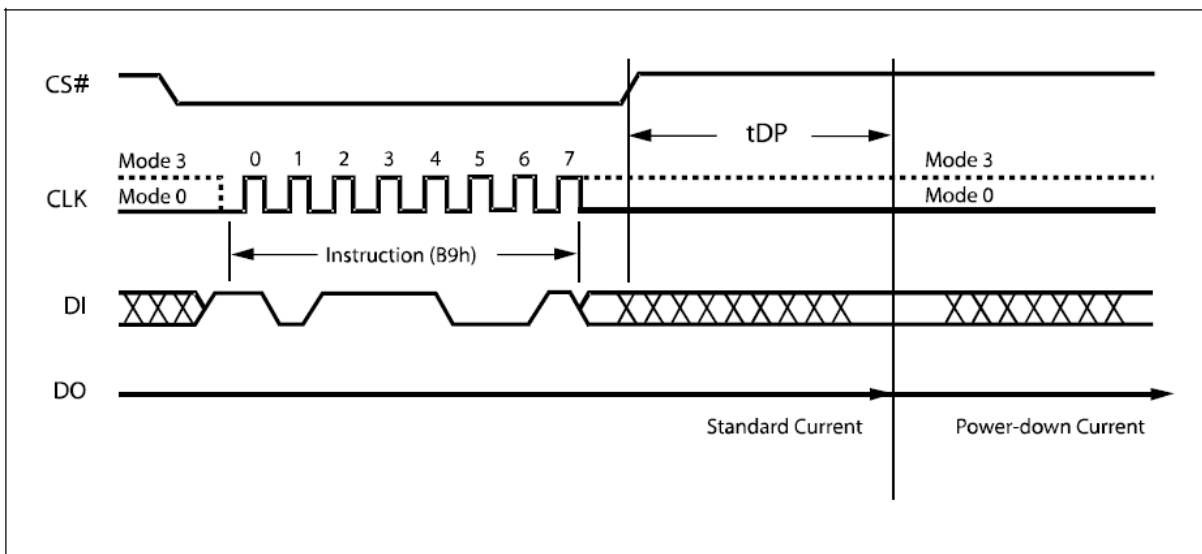 CS#
tDP
Mode 3 0 1 2 3 4 5 6 7 Mode 3
CLK Mode 0 Mode 0
Instruction (B9h)
DI
DO
Standard Current Power-down Current